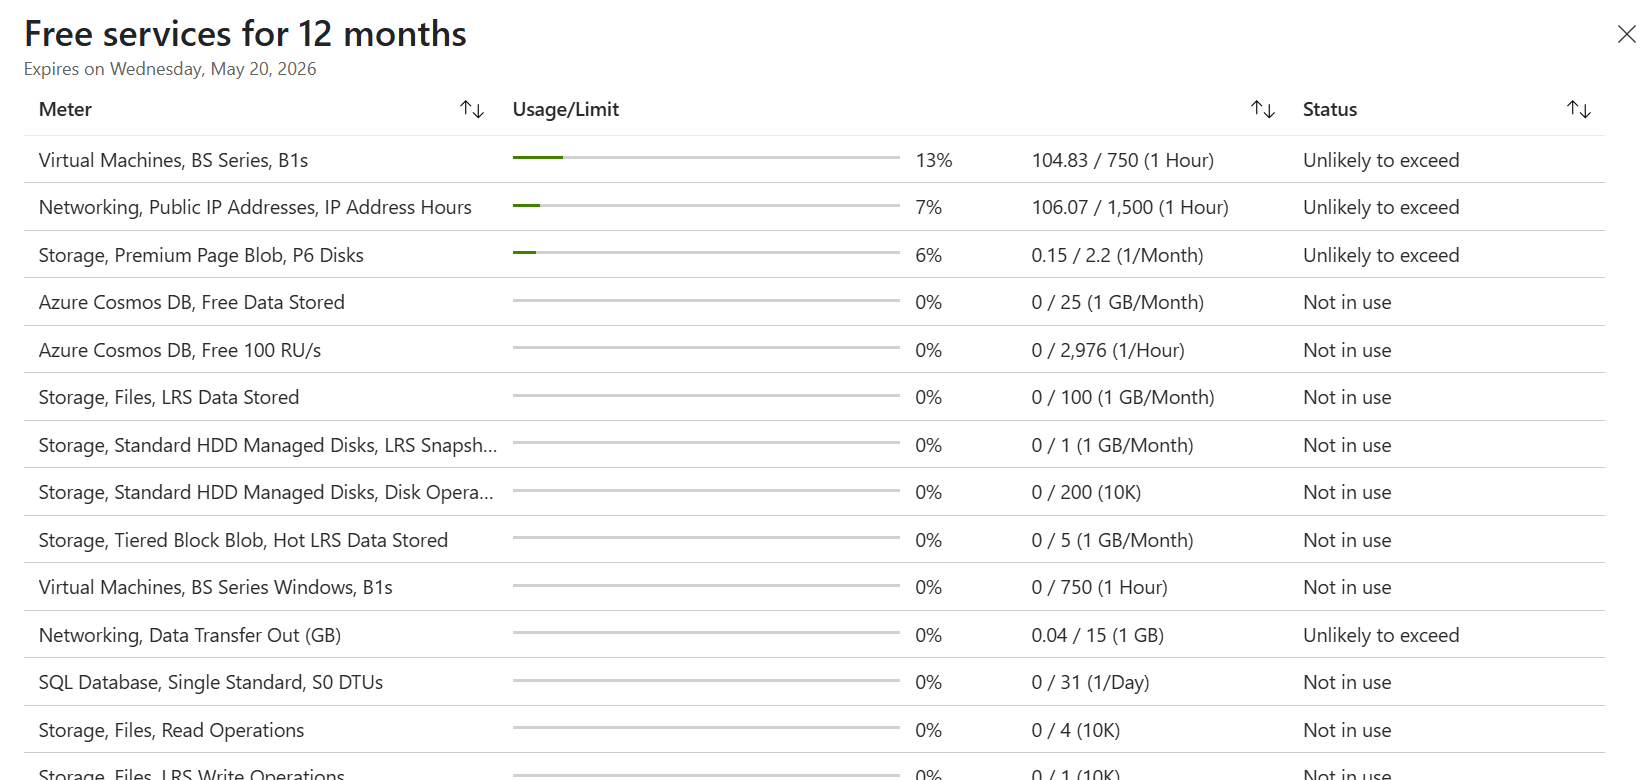 Free services for 12 months
Expires on Wednesday, May 20, 2026
Meter Usage/Limit Status
Virtual Machines, BS Series, B1s 13% 104.83 / 750 (1 Hour) Unlikely to exceed
Networking, Public IP Addresses, IP Address Hours 7% 106.07 / 1,500 (1 Hour) Unlikely to exceed
Storage, Premium Page Blob, P6 Disks 6% 0.15 / 2.2 (1/Month) Unlikely to exceed
Azure Cosmos DB, Free Data Stored 0% 0 / 25 (1 GB/Month) Not in use
Azure Cosmos DB, Free 100 RU/s 0% 0 / 2,976 (1/Hour) Not in use
Storage, Files, LRS Data Stored 0% 0 / 100 (1 GB/Month) Not in use
Storage, Standard HDD Managed Disks, LRS Snapsh... 0% 0 / 1 (1 GB/Month) Not in use
Storage, Standard HDD Managed Disks, Disk Opera... 0% 0 / 200 (10K) Not in use
Storage, Tiered Block Blob, Hot LRS Data Stored 0% 0 / 5 (1 GB/Month) Not in use
Virtual Machines, BS Series Windows, B1s 0% 0 / 750 (1 Hour) Not in use
Networking, Data Transfer Out (GB) 0% 0.04 / 15 (1 GB) Unlikely to exceed
SQL Database, Single Standard, S0 DTUs 0% 0 / 31 (1/Day) Not in use
Storage, Files, Read Operations 0% 0 / 4 (10K) Not in use
Storage, Files, LRS Write Operations 0% 0 / 1 (10K) Not in use